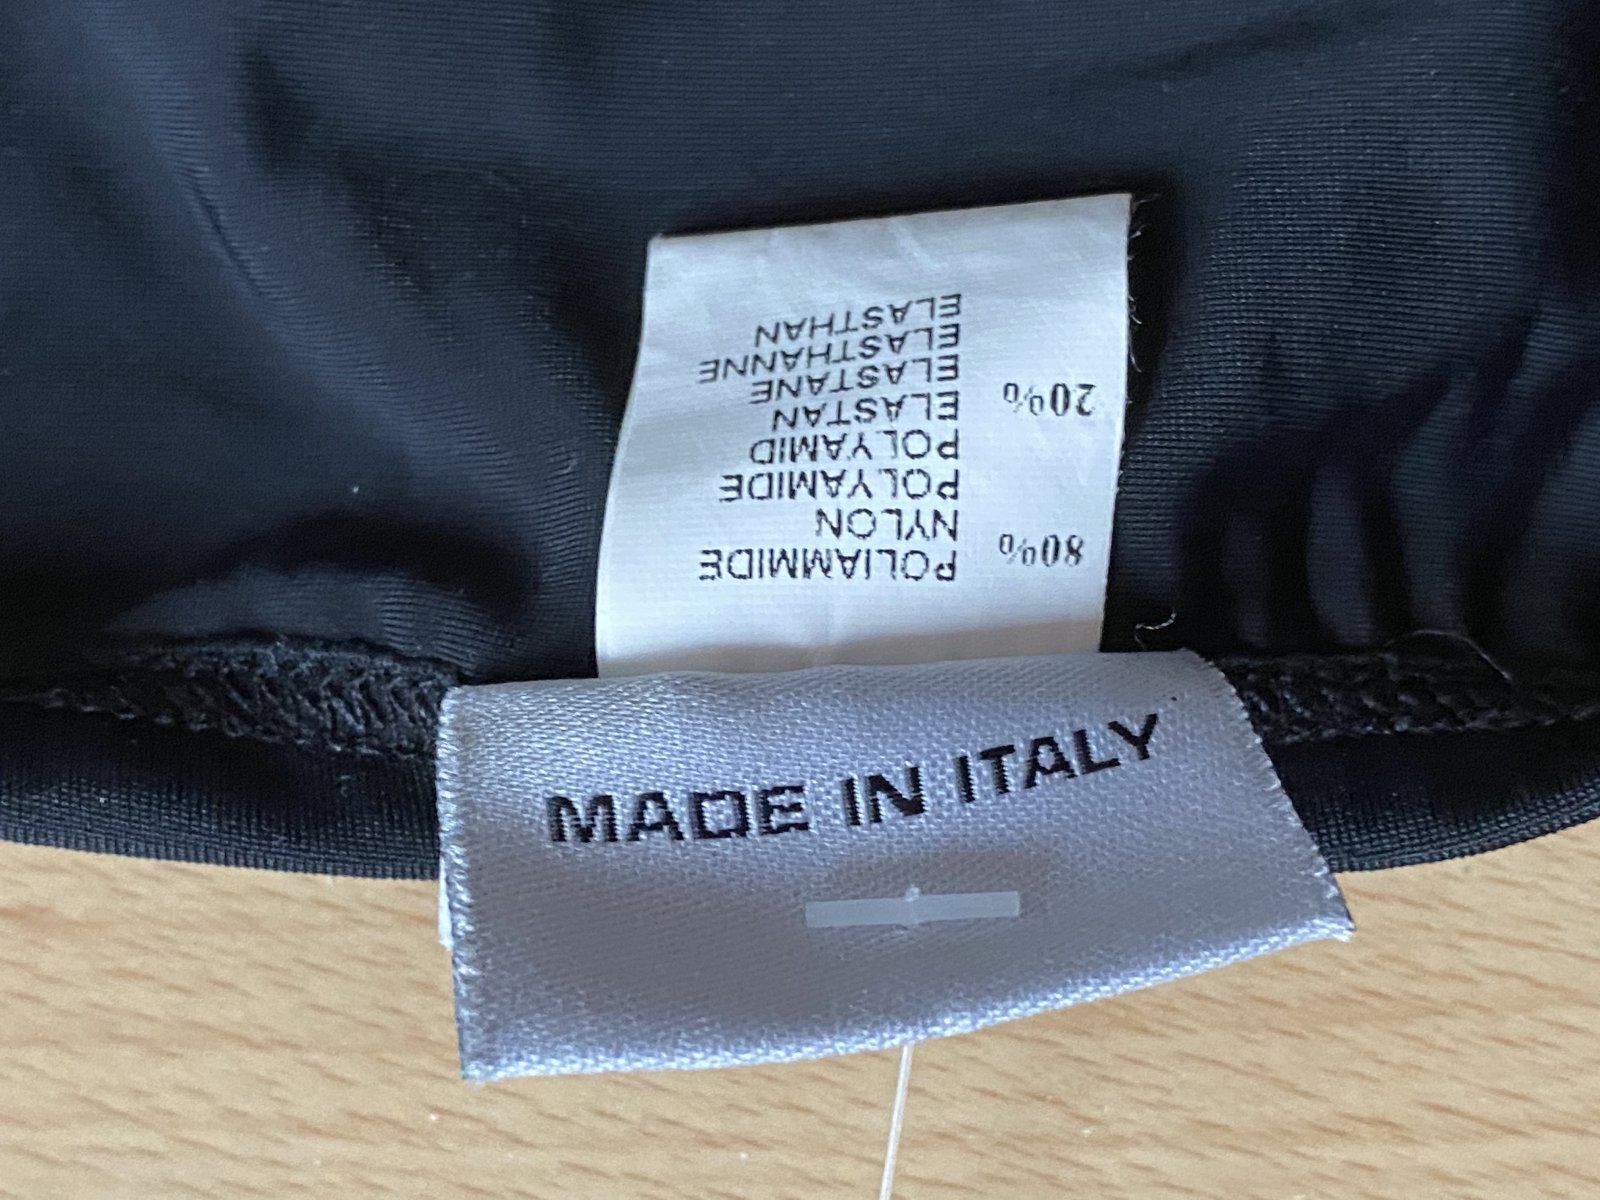 80% POLIAMMIDE
NYLON
POLYAMIDE
POLYAMID
20% ELASTAN
ELASTANE
ELASTHANNE
ELASTHAN
MADE IN ITALY